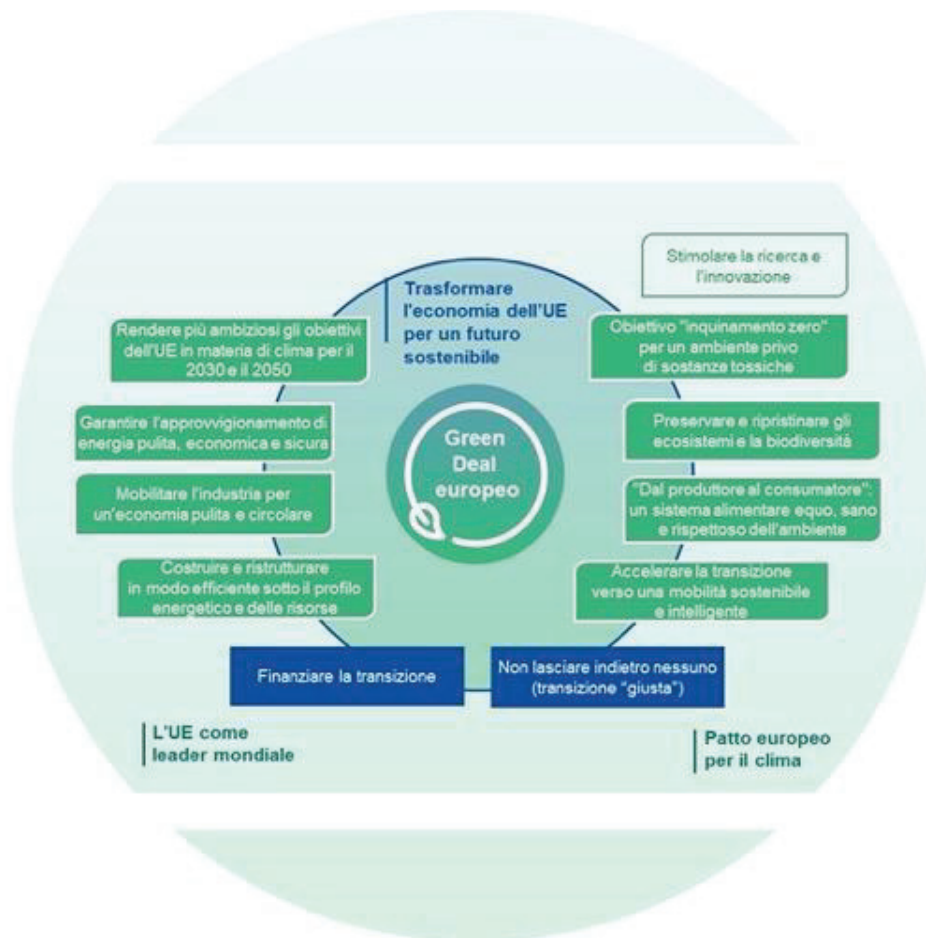 Stimolare la ricerca e
l'innovazione
Trasformare
l'economia dell'UE
per un futuro
sostenibile
Rendere più ambiziosi gli obiettivi
dell'UE in materia di clima per il
2030 e il 2050
Obiettivo "inquinamento zero"
per un ambiente privo
di sostanze tossiche
Garantire l'approvvigionamento di
energia pulita, economica e sicura
Preservare e ripristinare gli
ecosistemi e la biodiversità
Green
Deal
europeo
Mobilitare l'industria per
un'economia pulita e circolare
"Dal produttore al consumatore":
un sistema alimentare equo, sano
e rispettoso dell'ambiente
Costruire e ristrutturare
in modo efficiente sotto il profilo
energetico e delle risorse
Accelerare la transizione
verso una mobilità sostenibile
e intelligente
Finanziare la transizione
Non lasciare indietro nessuno
(transizione "giusta")
L'UE come
leader mondiale
Patto europeo
per il clima